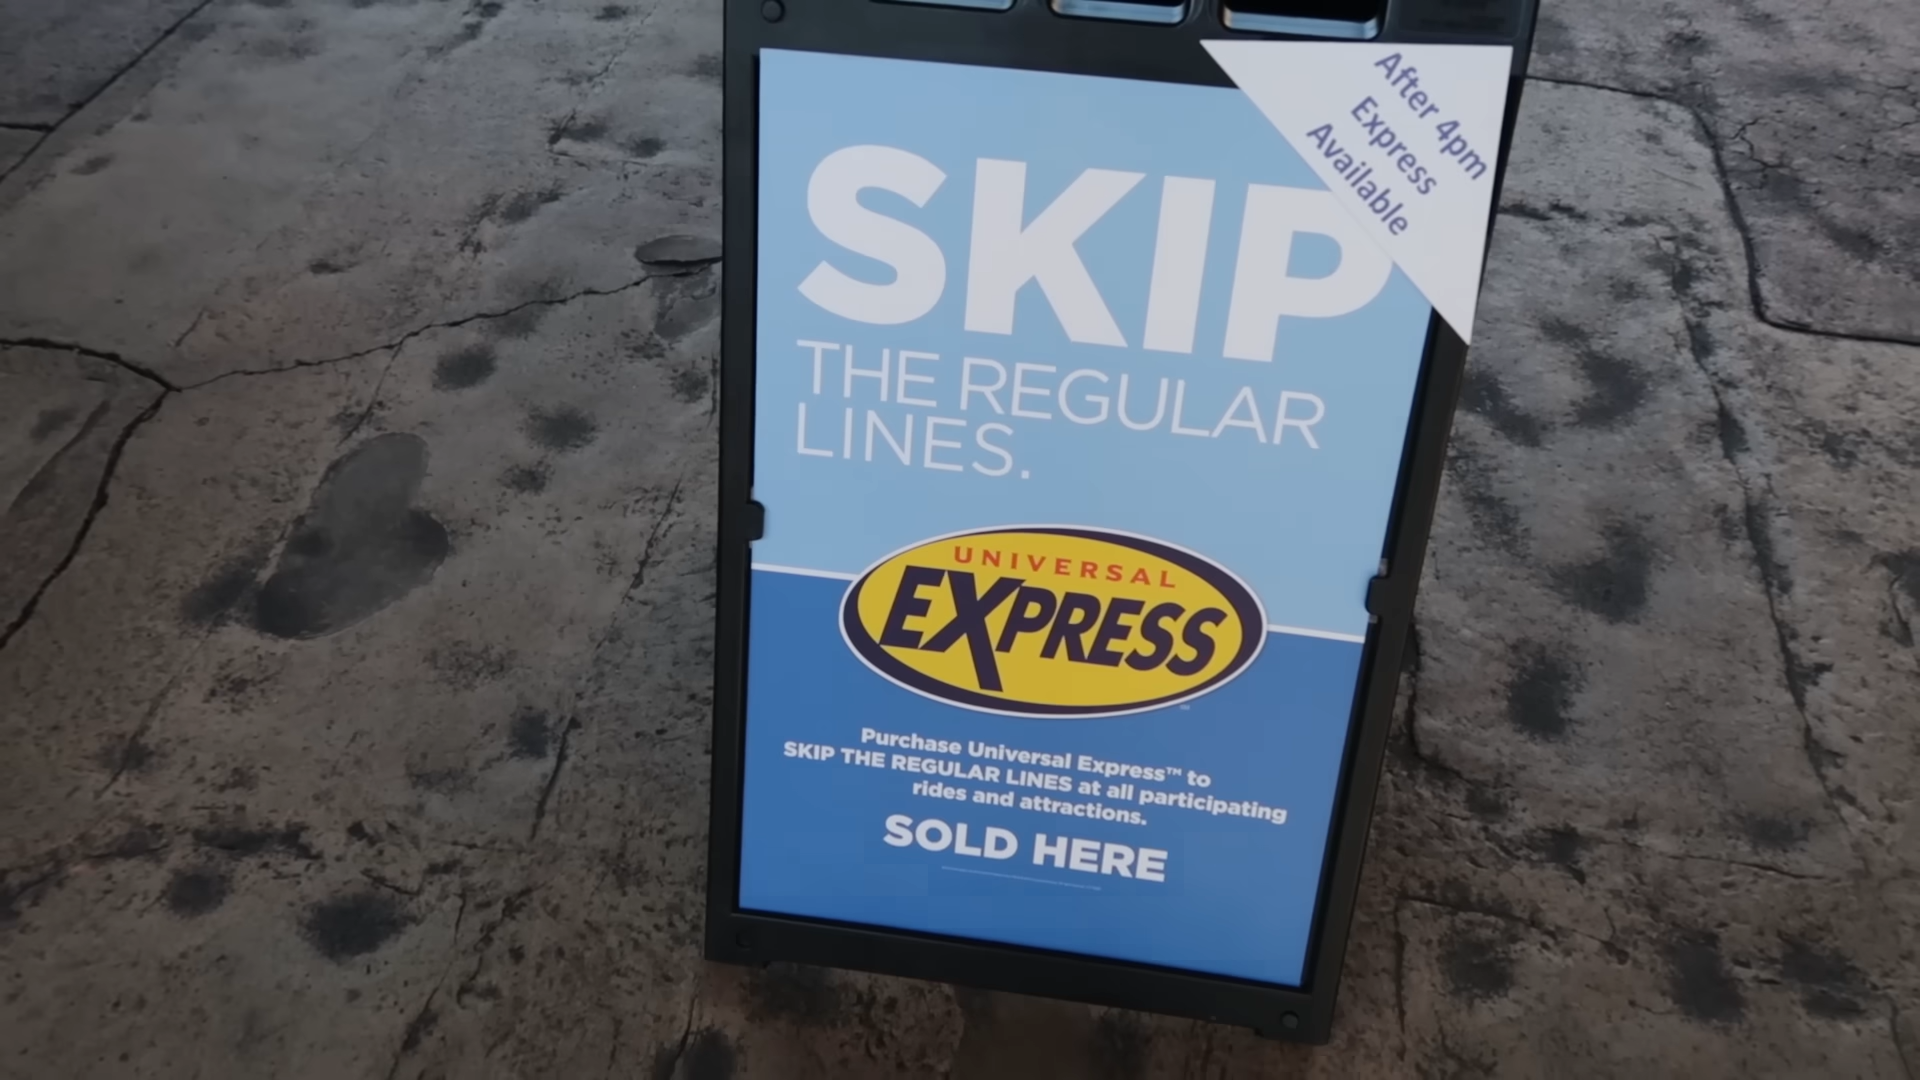 After 4pm
Express
Available
SKIP
THE REGULAR
LINES.
UNIVERSAL
EXPRESS
Purchase Universal Express™ to
SKIP THE REGULAR LINES at all participating
rides and attractions.
SOLD HERE